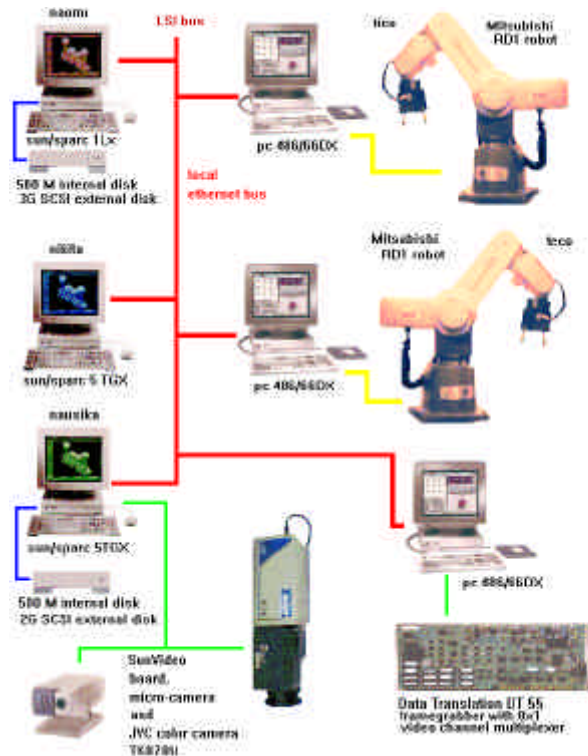 naomi
LSI bus
tico
Mitsubishi
RD1 robot
sun/sparc 1Lx
pc 486/66DX
500 M internal disk
3G SCSI external disk
local
ethernet bus
nikita
Mitsubishi
RD1 robot
teco
sun/sparc 5 TGX
pc 486/66DX
nausika
sun/sparc 5TGX
pc 486/66DX
500 M internal disk
2G SCSI external disk
SunVideo
board,
micro-camera
and
JVC color camera
Data Translation DT 55
framegrabber with 8x1
video channel multiplexer